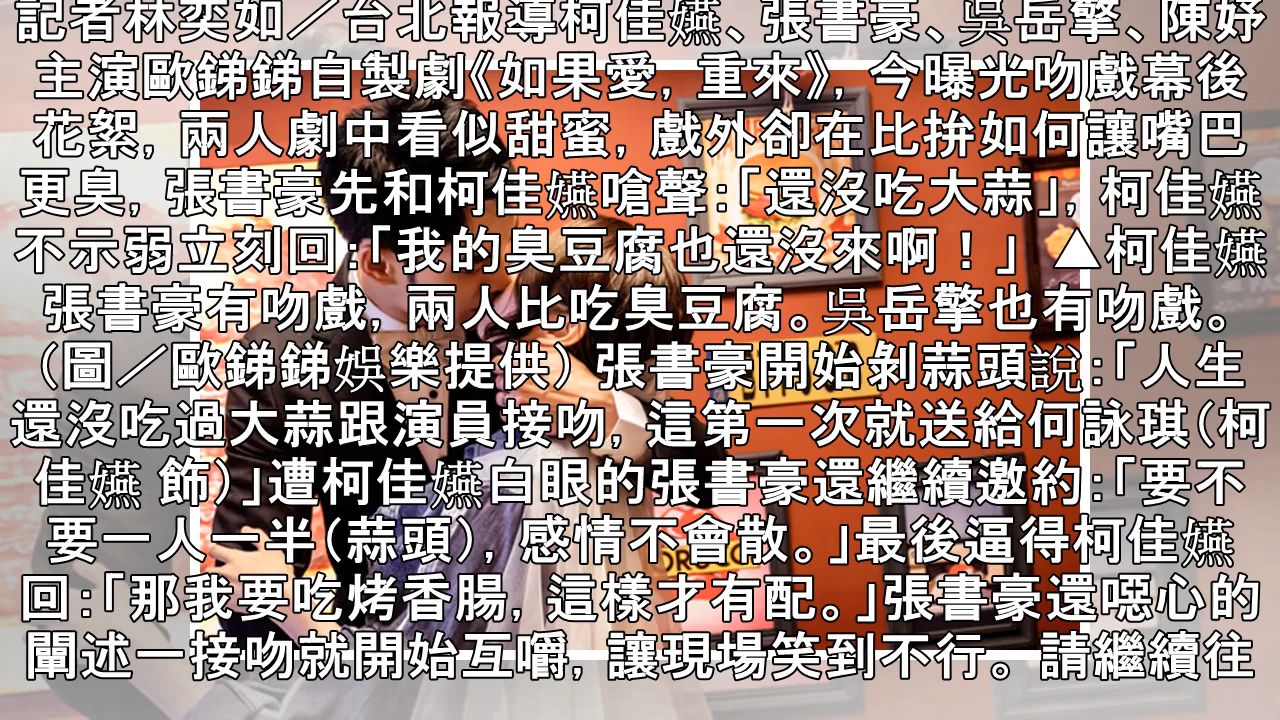 記者林奕如／台北報導柯佳嬿、張書豪、吳岳擎、陳妤
主演歐銻銻自製劇《如果愛, 重來》, 今曝光吻戲幕後
花絮, 兩人劇中看似甜蜜, 戲外卻在比拚如何讓嘴巴
更臭, 張書豪先和柯佳嬿嗆聲:「還沒吃大蒜」, 柯佳嬿
不示弱立刻回:「我的臭豆腐也還沒來啊！」 ▲柯佳嬿
張書豪有吻戲, 兩人比吃臭豆腐。吳岳擎也有吻戲。
(圖／歐銻銻娛樂提供) 張書豪開始剝蒜頭說:「人生
還沒吃過大蒜跟演員接吻, 這第一次就送給何詠琪(柯
佳嬿 飾)」遭柯佳嬿白眼的張書豪還繼續邀約:「要不
要一人一半(蒜頭), 感情不會散。」最後逼得柯佳嬿
回:「那我要吃烤香腸, 這樣才有配。」張書豪還噁心的
闡述一接吻就開始互嚼, 讓現場笑到不行。 請繼續往